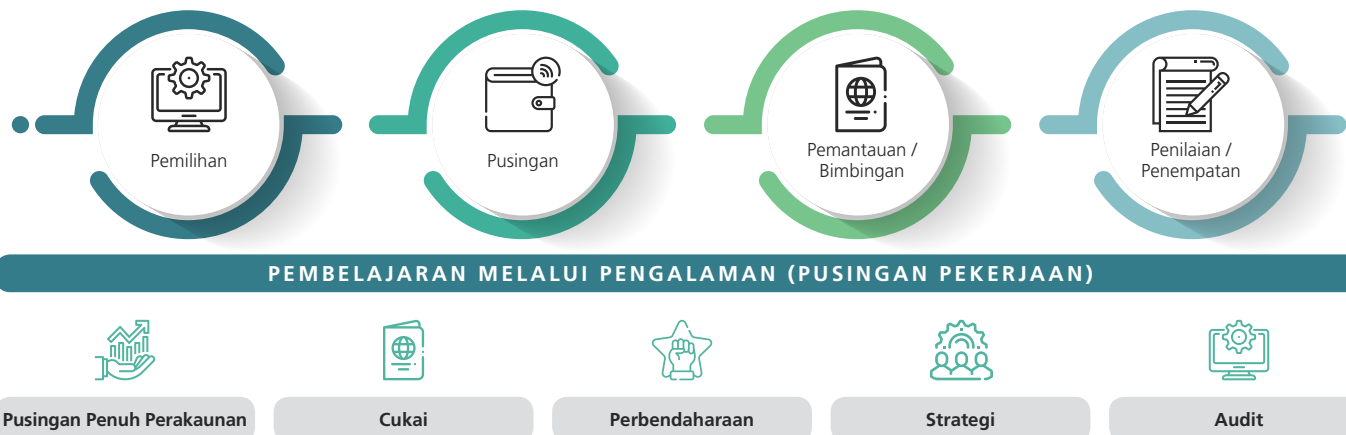 Pemilihan
Pusingan
Pemantauan /
Bimbingan
Penilaian /
Penempatan
PEMBELAJARAN MELALUI PENGALAMAN (PUSINGAN PEKERJAAN)
Pusingan Penuh Perakaunan
Cukai
Perbendaharaan
Strategi
Audit